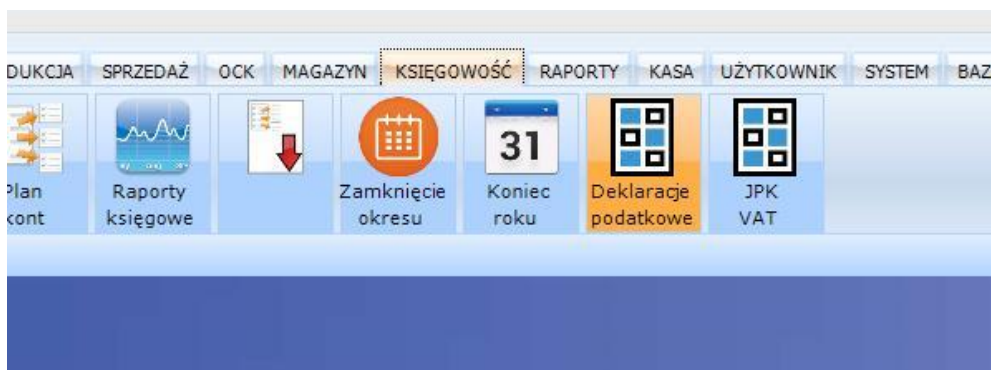 DUKCJA SPRZEDAŻ OCK MAGAZYN KSIĘGOWOŚĆ RAPORTY KASA UŻYTKOWNIK SYSTEM BAZ
31
Plan Raporty Zamknięcie Koniec Deklaracje JPK
kont księgowe okresu roku podatkowe VAT